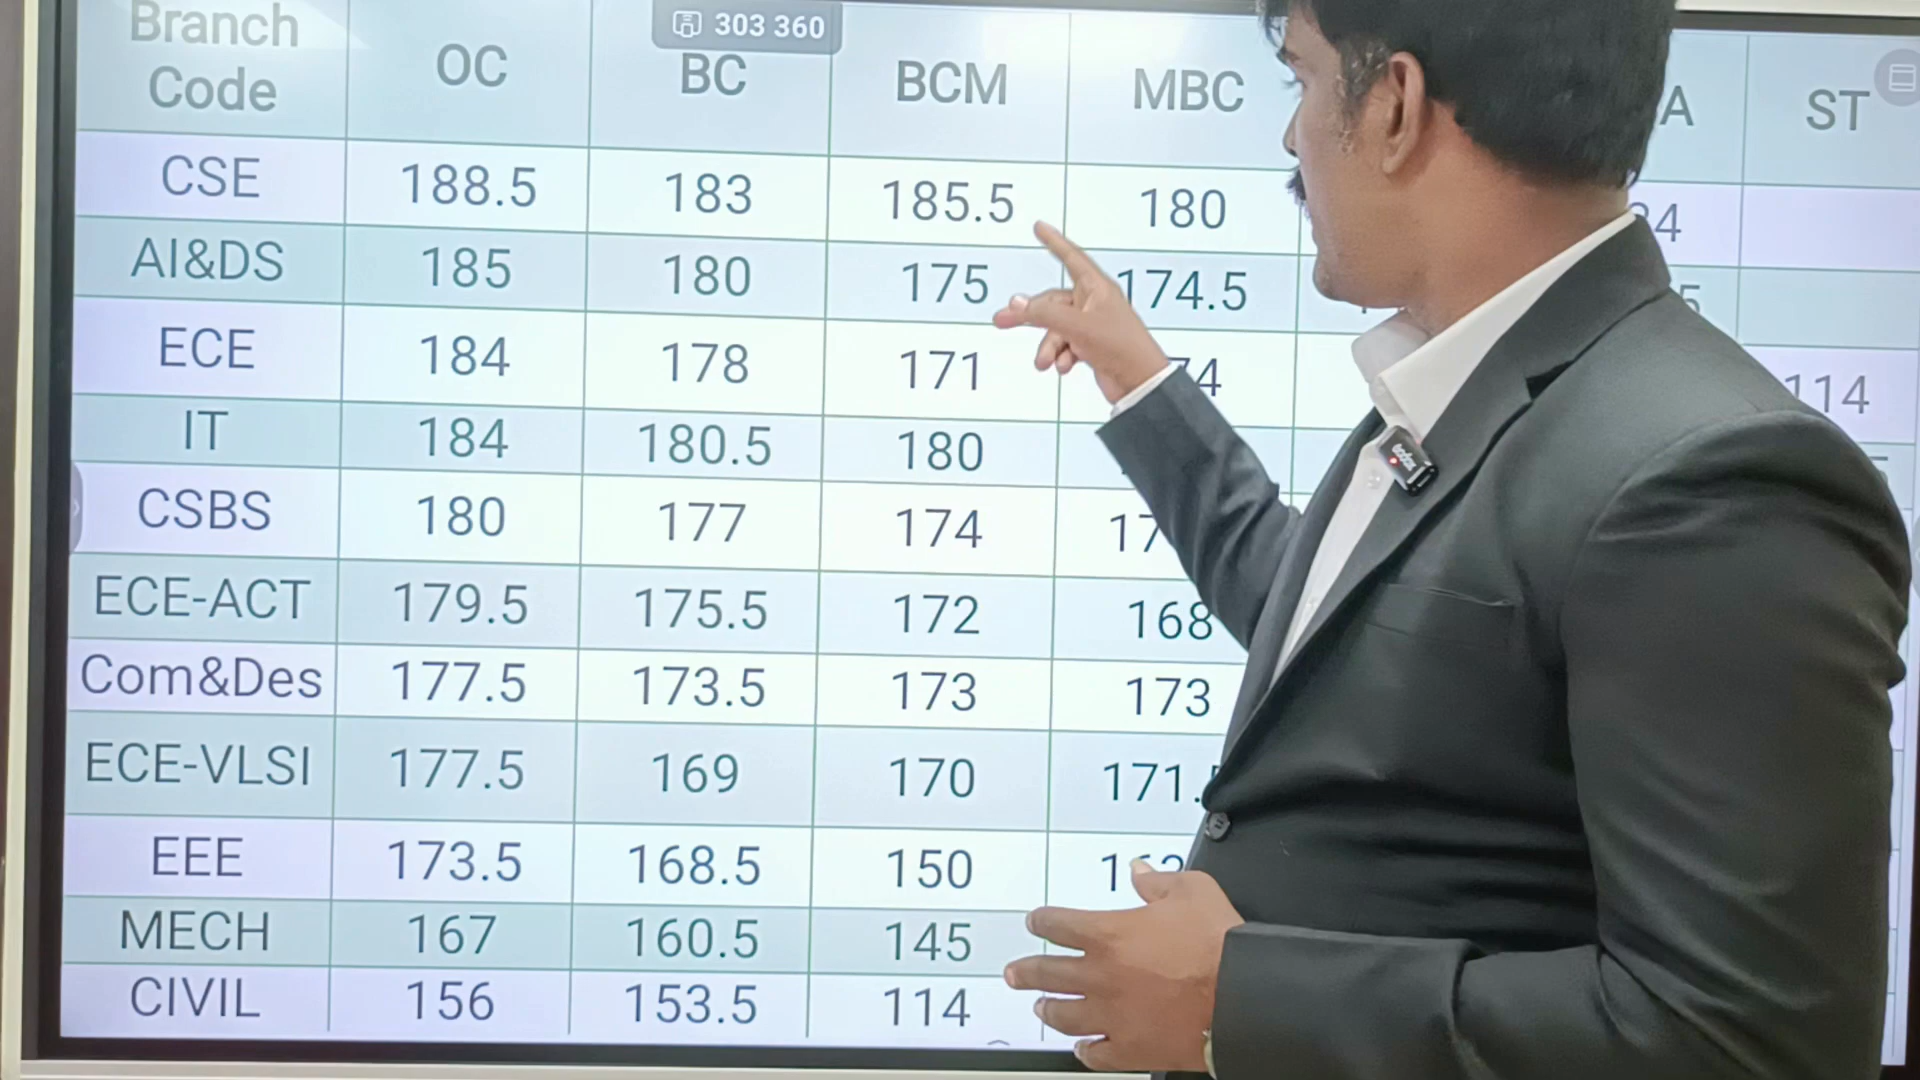 303 360
Branch Code OC BC BCM MBC A ST
CSE 188.5 183 185.5 180
AI&DS 185 180 175 174.5
ECE 184 178 171 114
IT 184 180.5 180
CSBS 180 177 174
ECE-ACT 179.5 175.5 172 168
Com&Des 177.5 173.5 173 173
ECE-VLSI 177.5 169 170
EEE 173.5 168.5 150
MECH 167 160.5 145
CIVIL 156 153.5 114
Godox